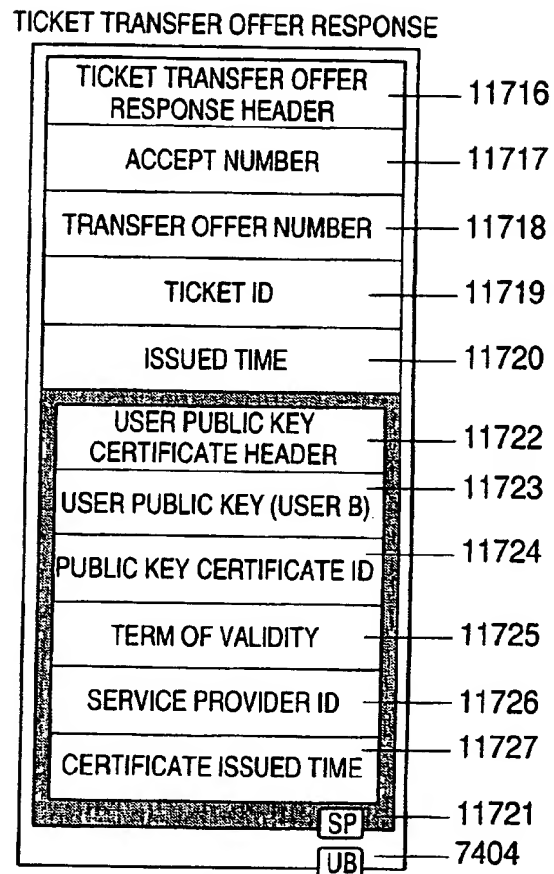 TICKET TRANSFER OFFER RESPONSE
TICKET TRANSFER OFFER
RESPONSE HEADER
11716
ACCEPT NUMBER
11717
TRANSFER OFFER NUMBER
11718
TICKET ID
11719
ISSUED TIME
11720
USER PUBLIC KEY
CERTIFICATE HEADER
11722
USER PUBLIC KEY (USER B)
11723
PUBLIC KEY CERTIFICATE ID
11724
TERM OF VALIDITY
11725
SERVICE PROVIDER ID
11726
CERTIFICATE ISSUED TIME
11727
SP
11721
UB
7404